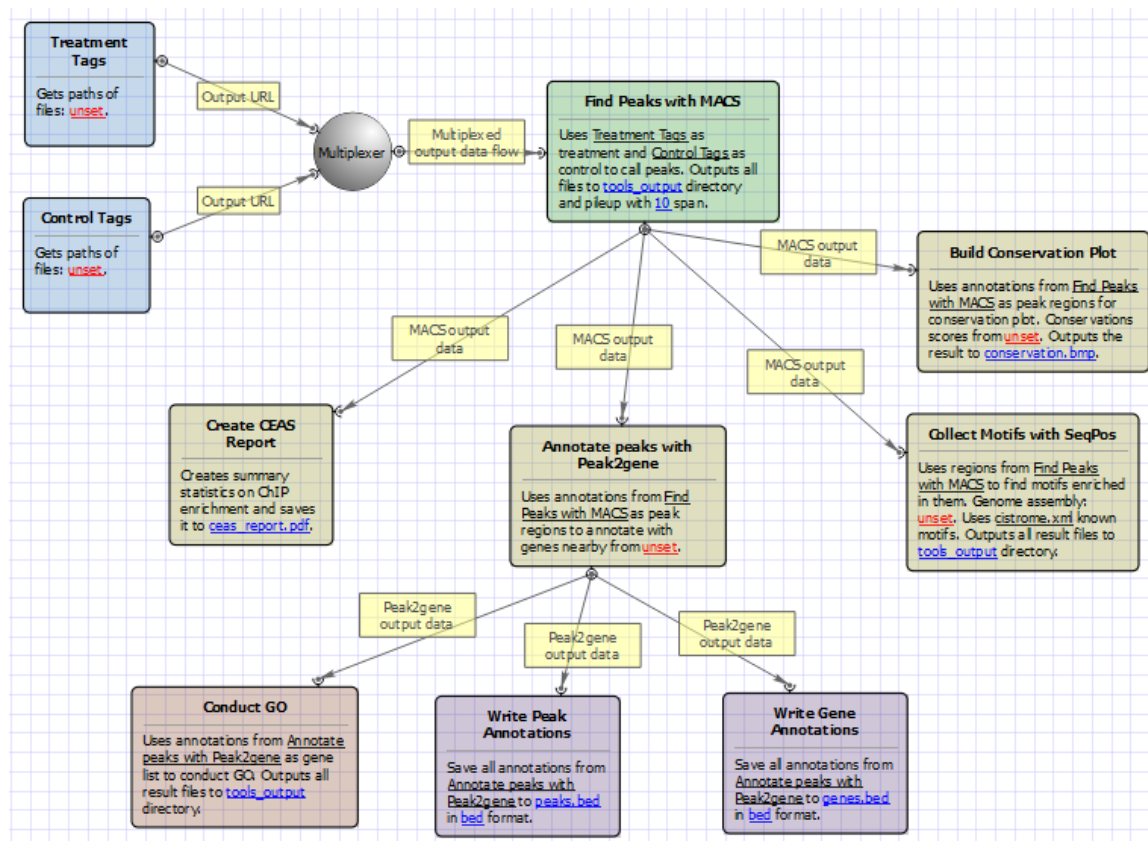 Treatment
Tags
Gets paths of
files: unset.
Output URL
Control Tags
Gets paths of
files: unset.
Output URL
Multiplexer
Multiplexed
output data flow
Find Peaks with MACS
Uses Treatment Tags as
treatment and Control Tags as
control to call peaks. Outputs all
files to tools_output directory
and pileup with 10 span.
MACS output
data
Build Conservation Plot
Uses annotations from Find Peaks
with MACS as peak regions for
conservation plot. Conservations
scores from unset. Outputs the
result to conservation.bmp.
MACS output
data
MACS output
data
MACS output
data
Create CEAS
Report
Creates summary
statistics on ChIP
enrichment and saves
it to ceas_report.pdf.
Annotate peaks with
Peak2gene
Uses annotations from Find
Peaks with MACS as peak
regions to annotate with
genes nearby from unset.
Collect Motifs with SeqPos
Uses regions from Find Peaks
with MACS to find motifs enriched
in them. Genome assembly:
unset. Uses cistrome.xml known
motifs. Outputs all result files to
tools_output directory.
Peak2gene
output data
Peak2gene
output data
Peak2gene
output data
Conduct GO
Uses annotations from Annotate
peaks with Peak2gene as gene
list to conduct GO. Outputs all
result files to tools_output
directory.
Write Peak
Annotations
Save all annotations from
Annotate peaks with
Peak2gene to peaks.bed
in bed format.
Write Gene
Annotations
Save all annotations from
Annotate peaks with
Peak2gene to genes.bed
in bed format.